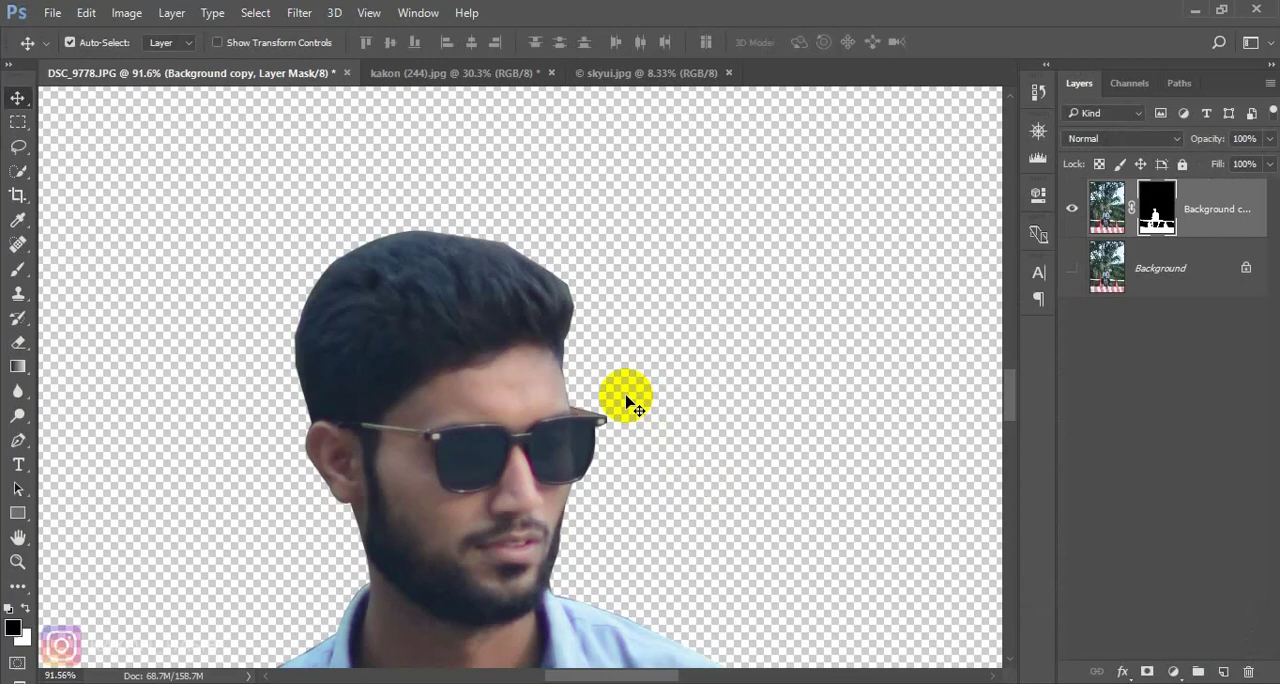 Ps File Edit Image Layer Type Select Filter 3D View Window Help
Auto-Select: Layer Show Transform Controls 3D Mode:
DSC_9778.JPG @ 91.6% (Background copy, Layer Mask/8) * × kakon (244).jpg @ 30.3% (RGB/8) * × © skyui.jpg @ 8.33% (RGB/8) ×
Layers Channels Paths
Kind
Normal Opacity: 100%
Lock: Fill: 100%
Background c...
Background
91.56% Doc: 68.7M/158.7M